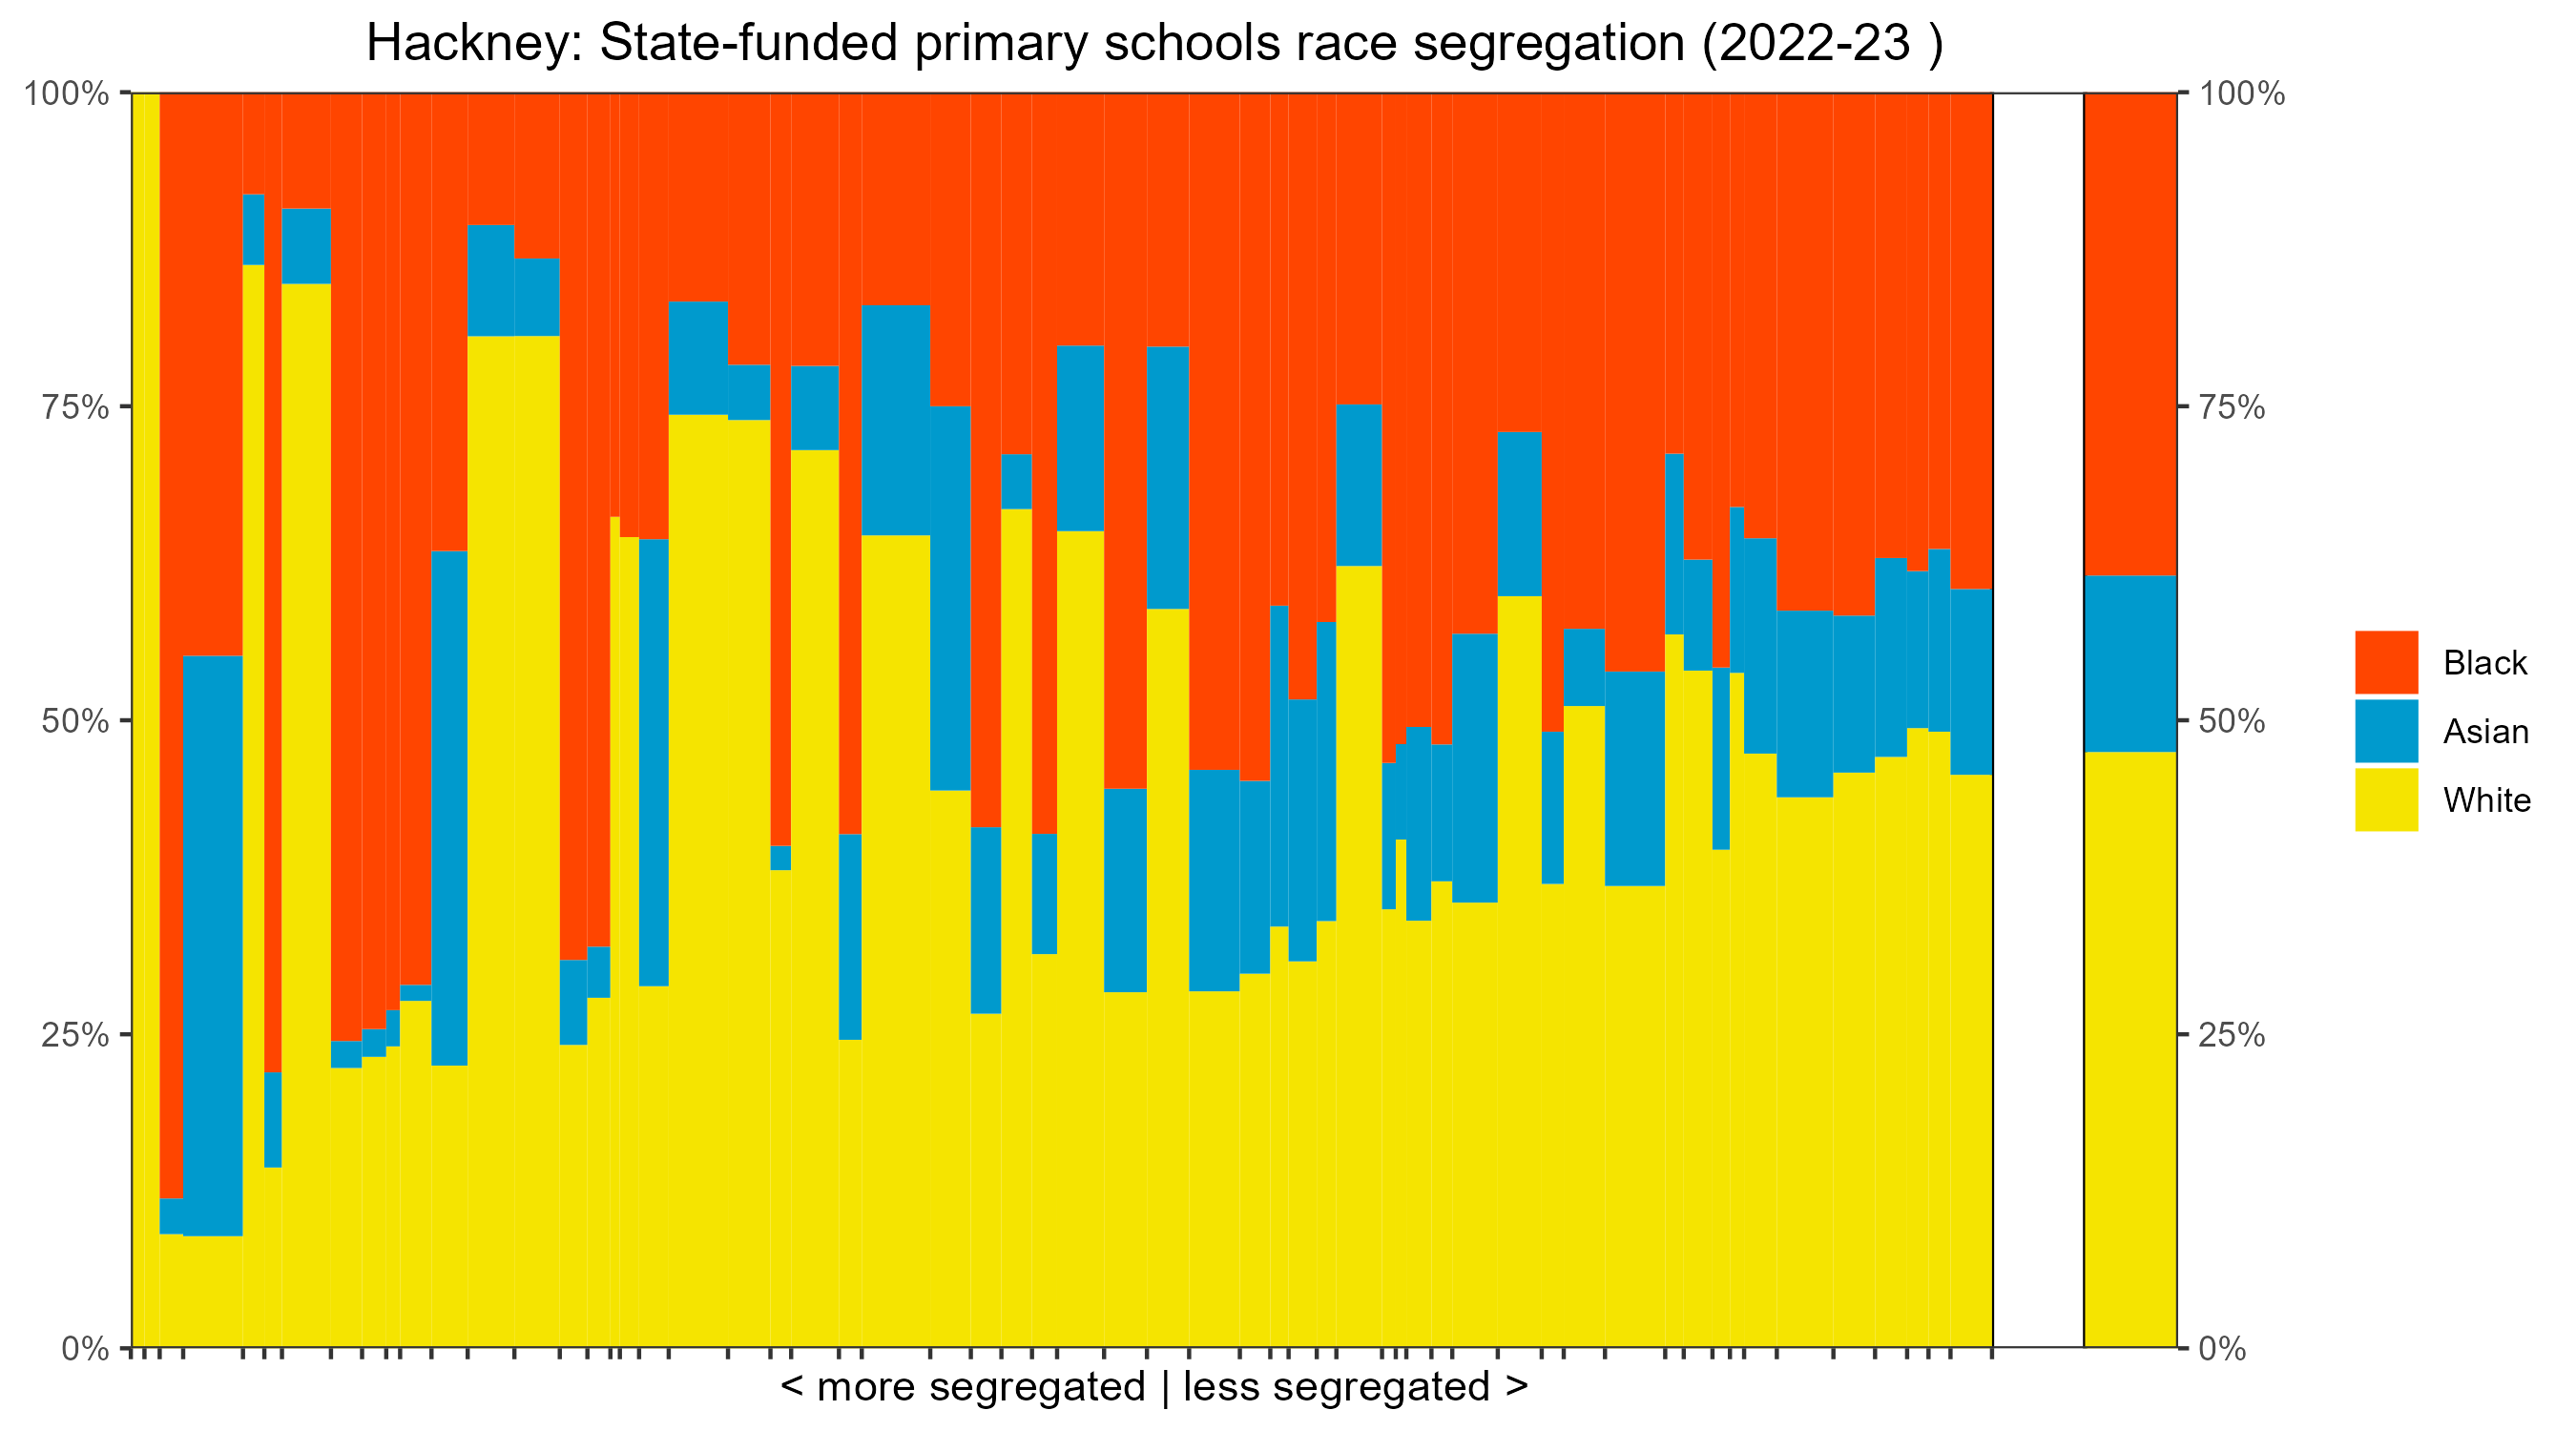 Hackney: State-funded primary schools race segregation (2022-23 )
100%
75%
50%
25%
0%
100%
75%
50%
25%
0%
Black
Asian
White
< more segregated | less segregated >